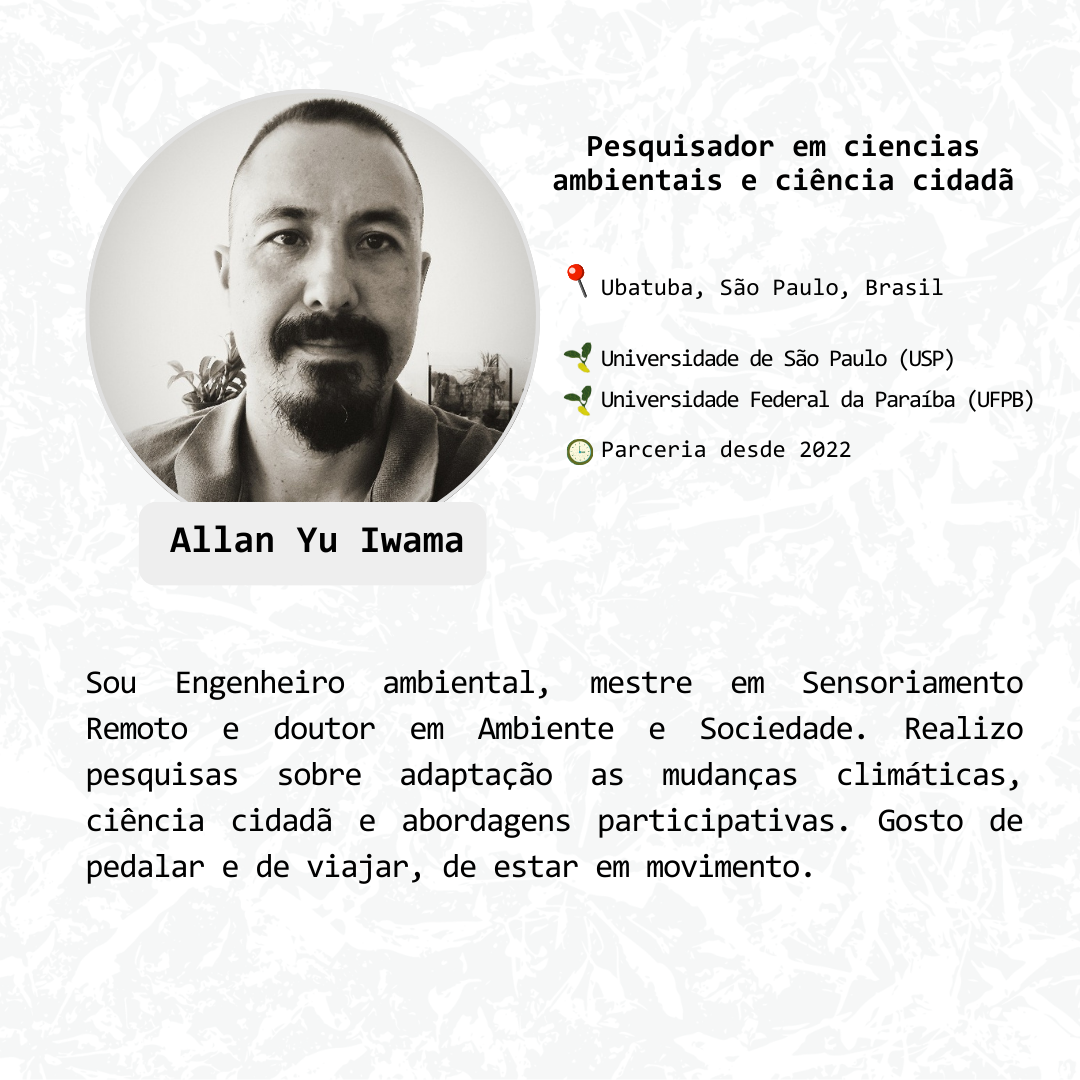 Pesquisador em ciencias
ambientais e ciência cidadã
Ubatuba, São Paulo, Brasil
Universidade de São Paulo (USP)
Universidade Federal da Paraíba (UFPB)
Parceria desde 2022
Allan Yu Iwama
Sou Engenheiro ambiental, mestre em Sensoriamento
Remoto e doutor em Ambiente e Sociedade. Realizo
pesquisas sobre adaptação as mudanças climáticas,
ciência cidadã e abordagens participativas. Gosto de
pedalar e de viajar, de estar em movimento.